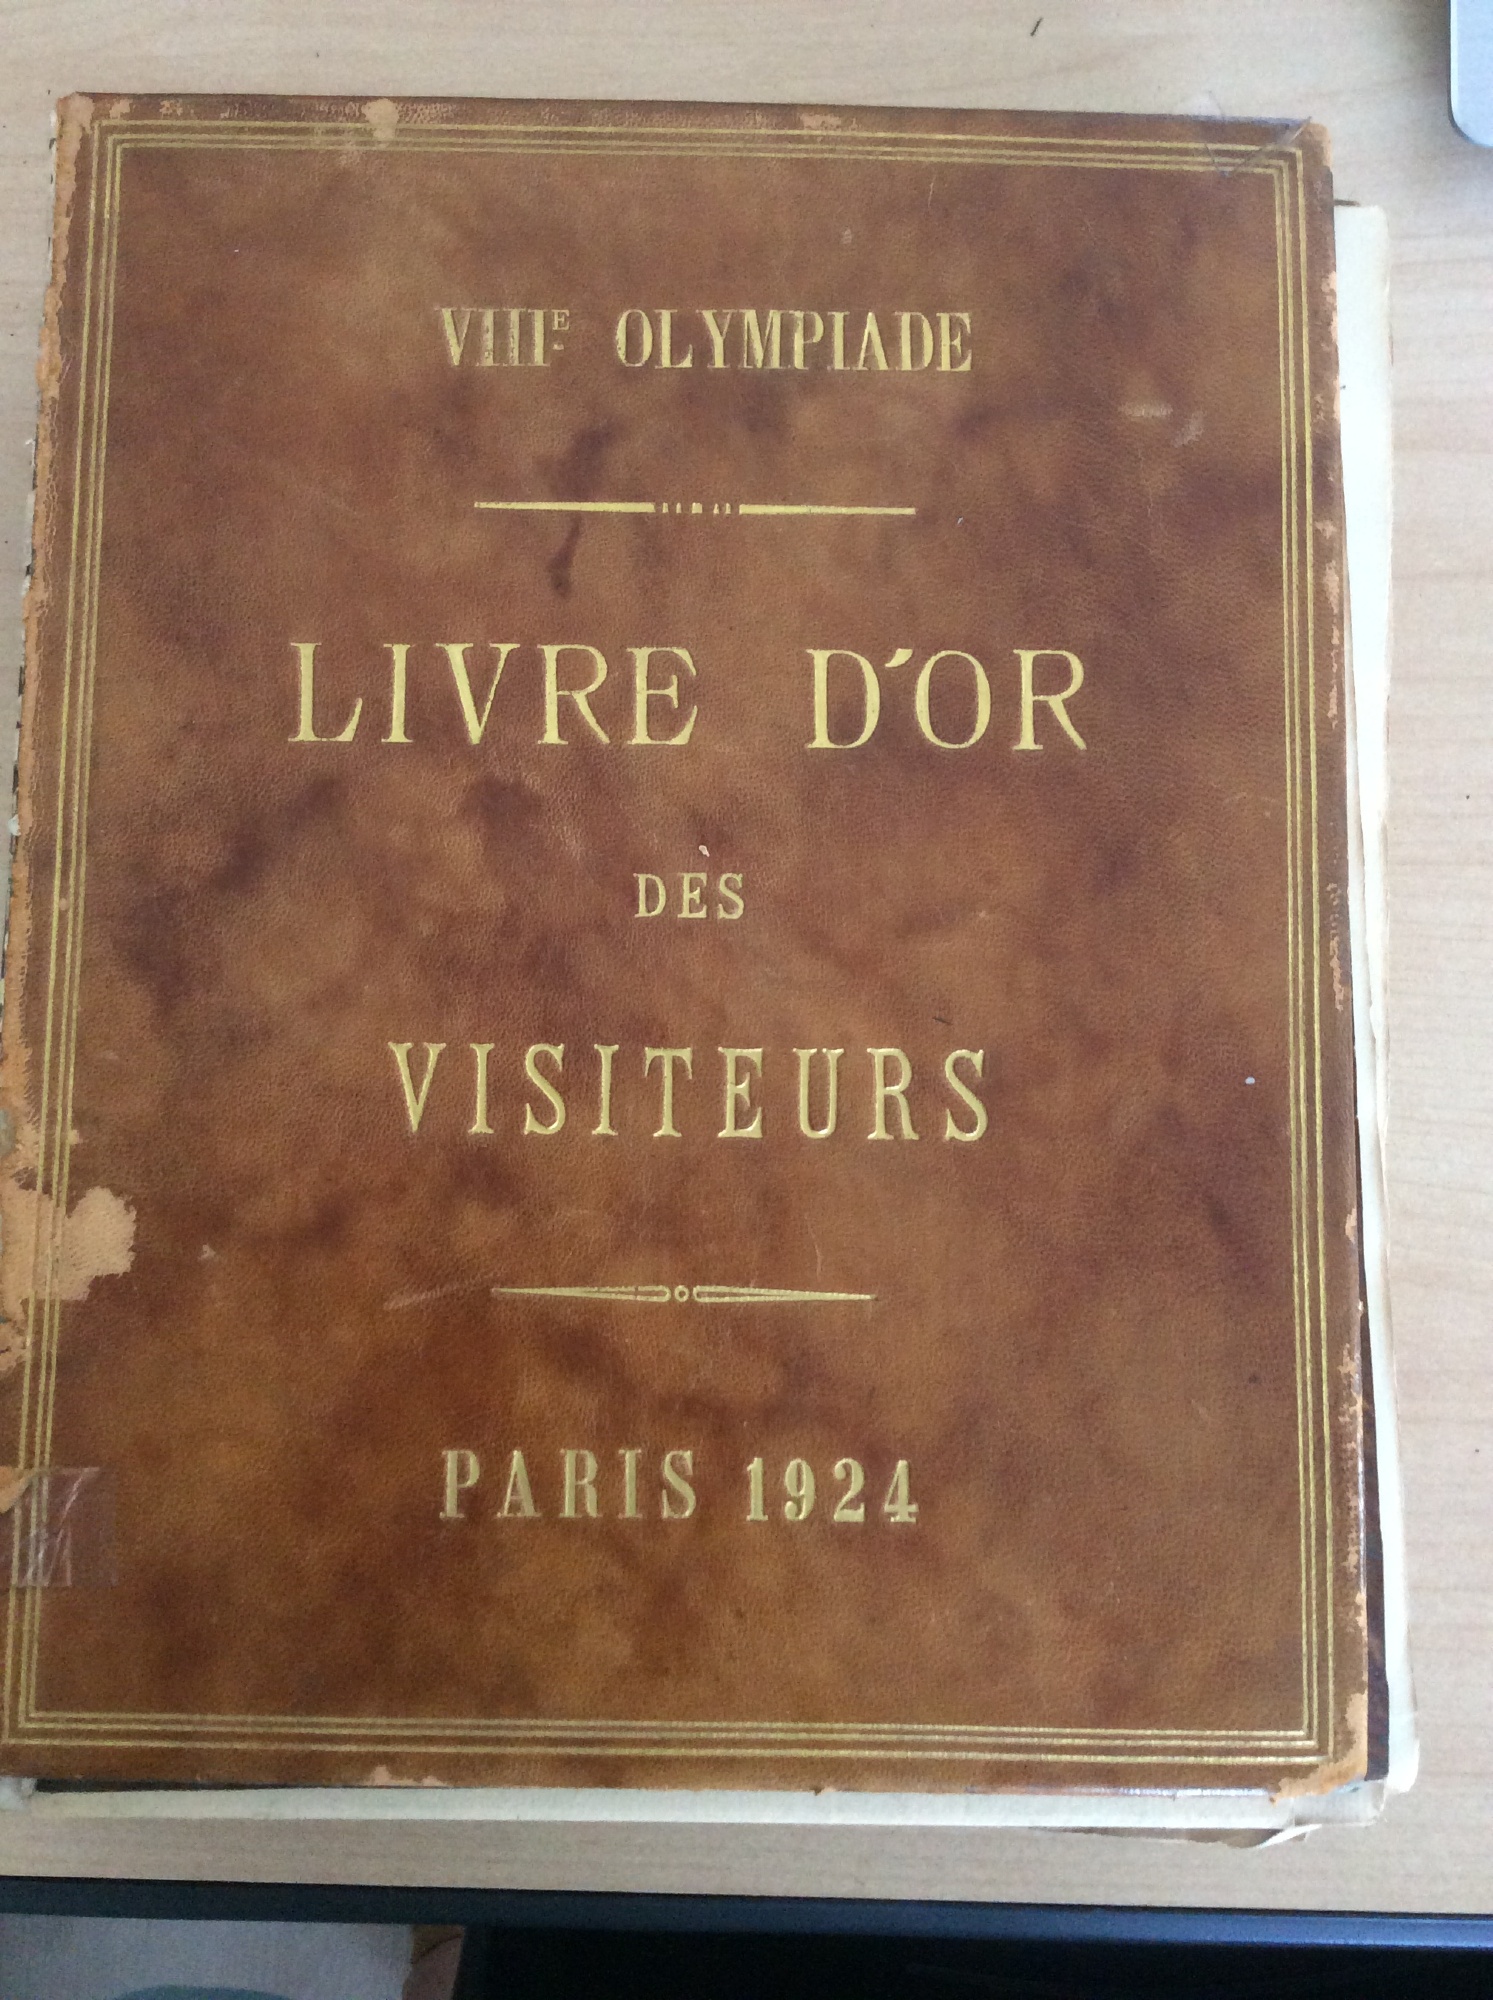 VIIIE OLYMPIADE
LIVRE D'OR
DES
VISITEURS
PARIS 1924